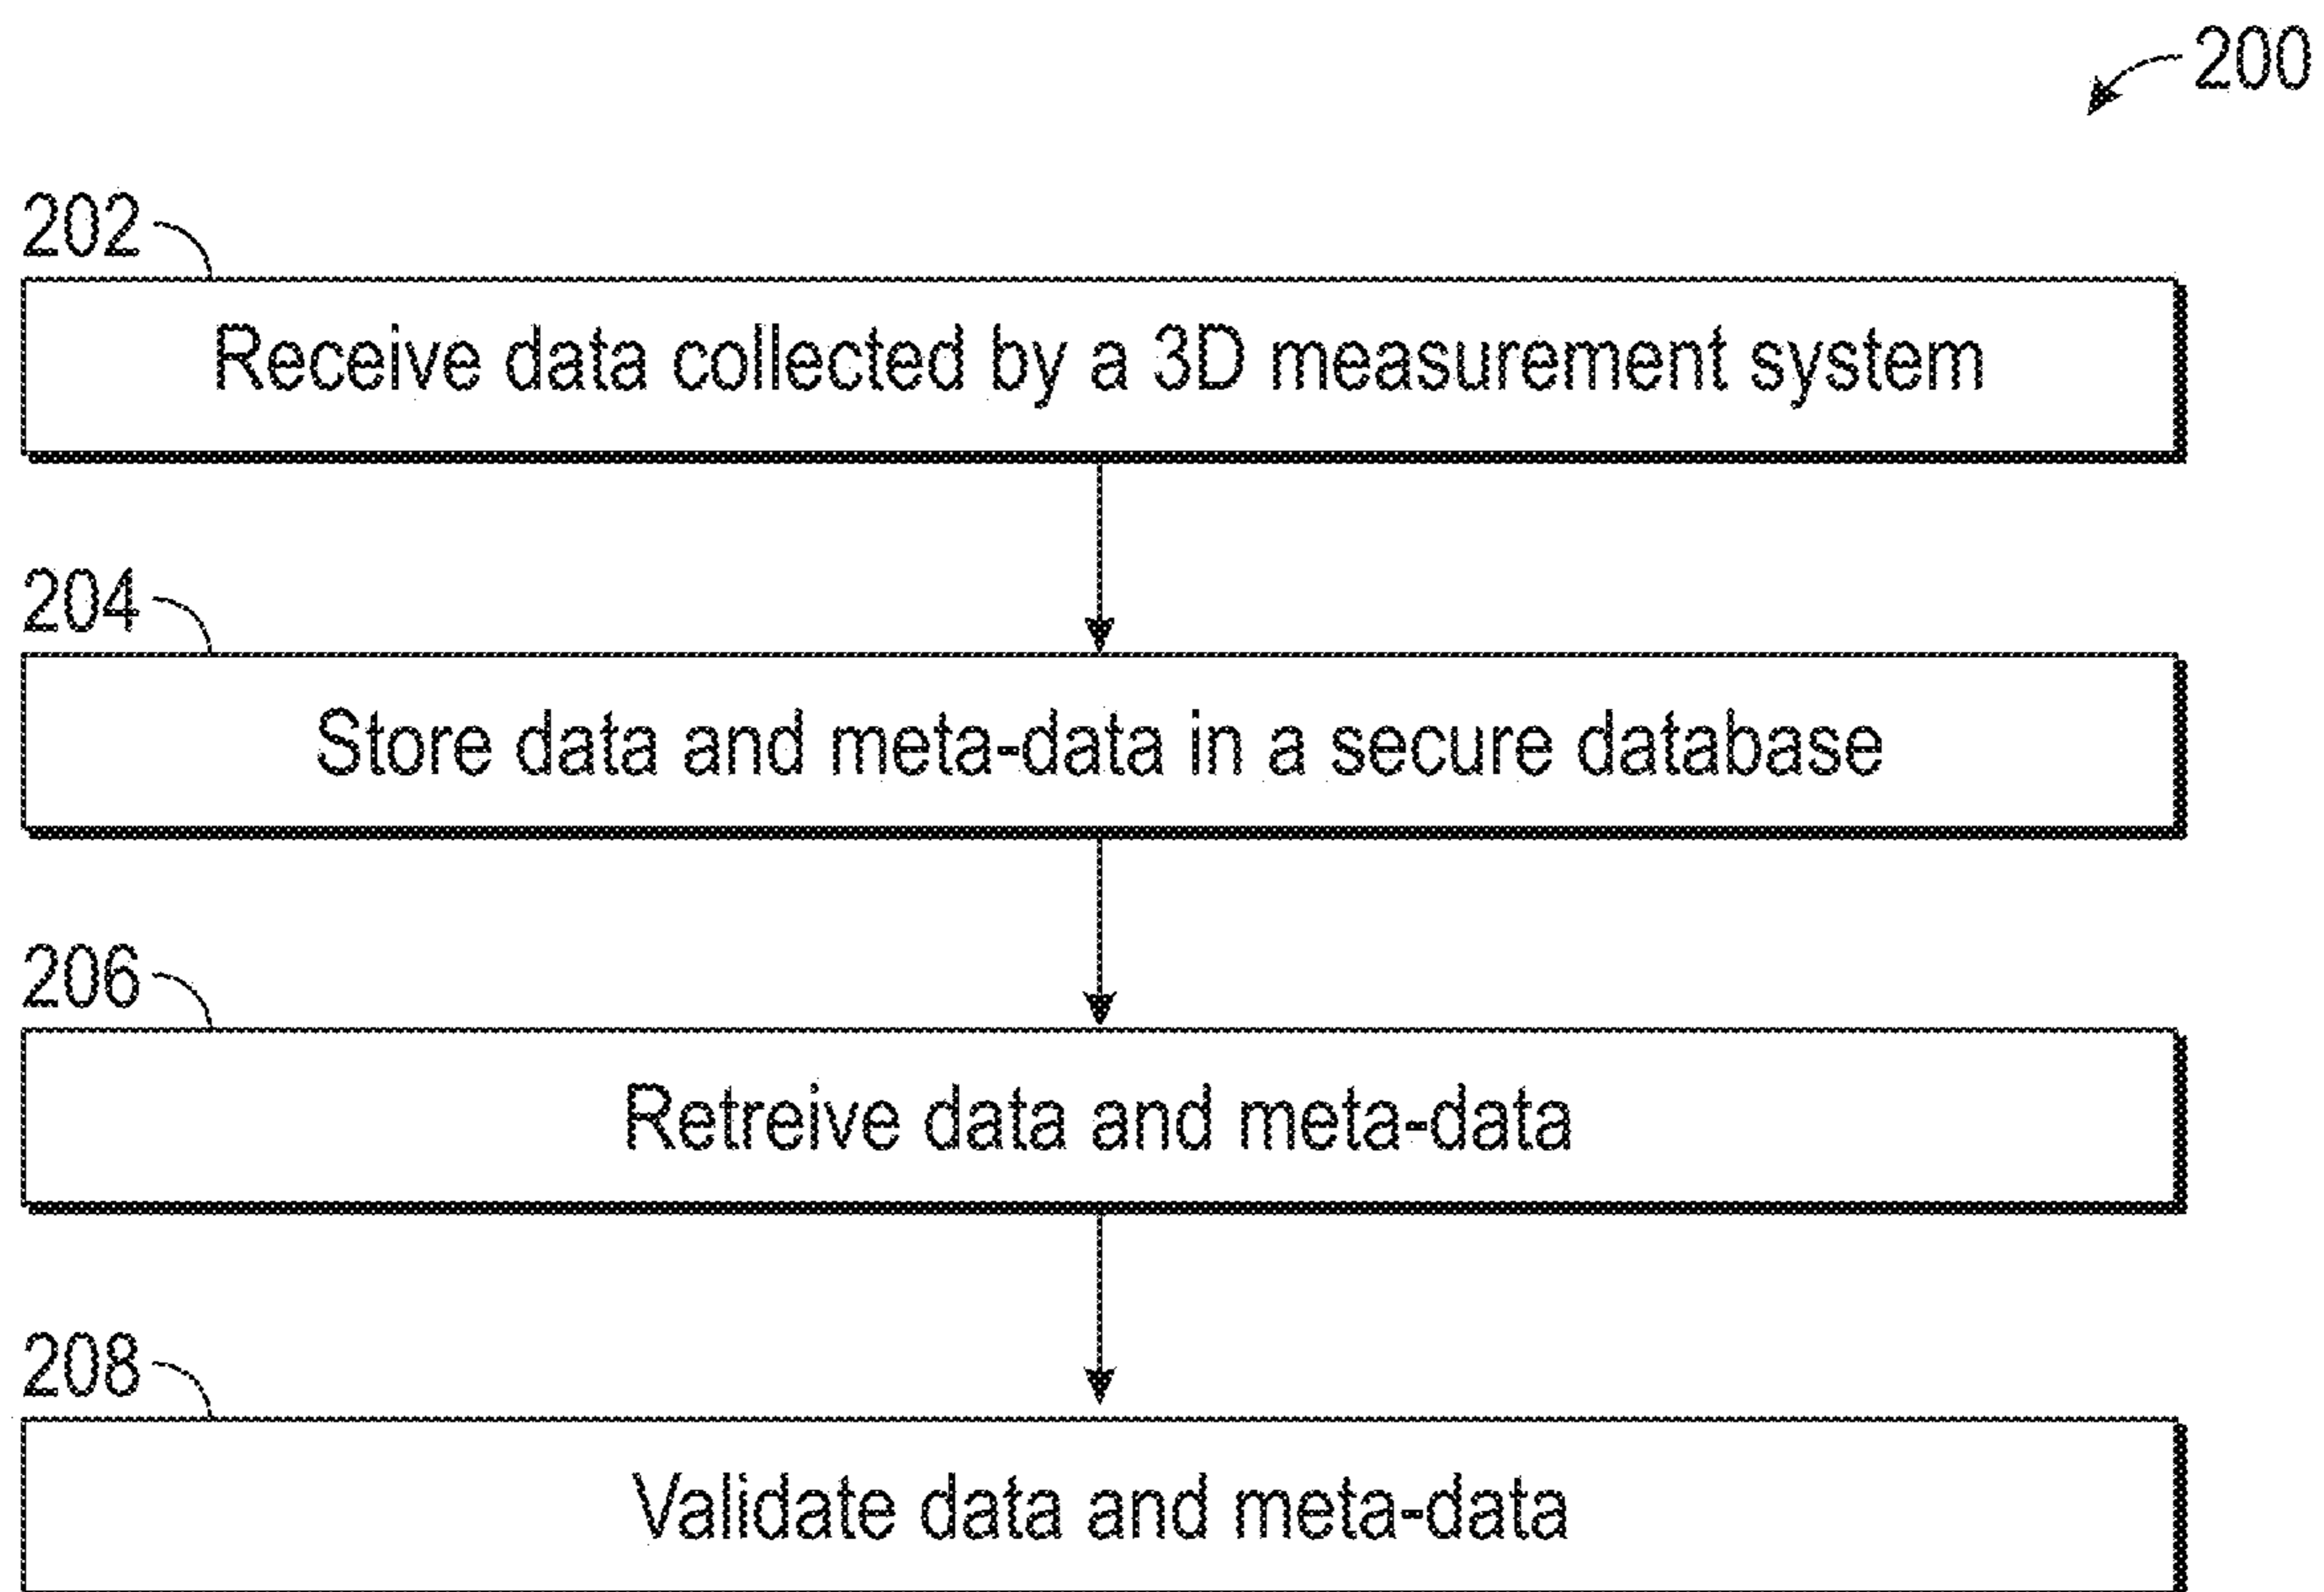 200
202
Receive data collected by a 3D measurement system
204
Store data and meta-data in a secure database
206
Retreive data and meta-data
208
Validate data and meta-data